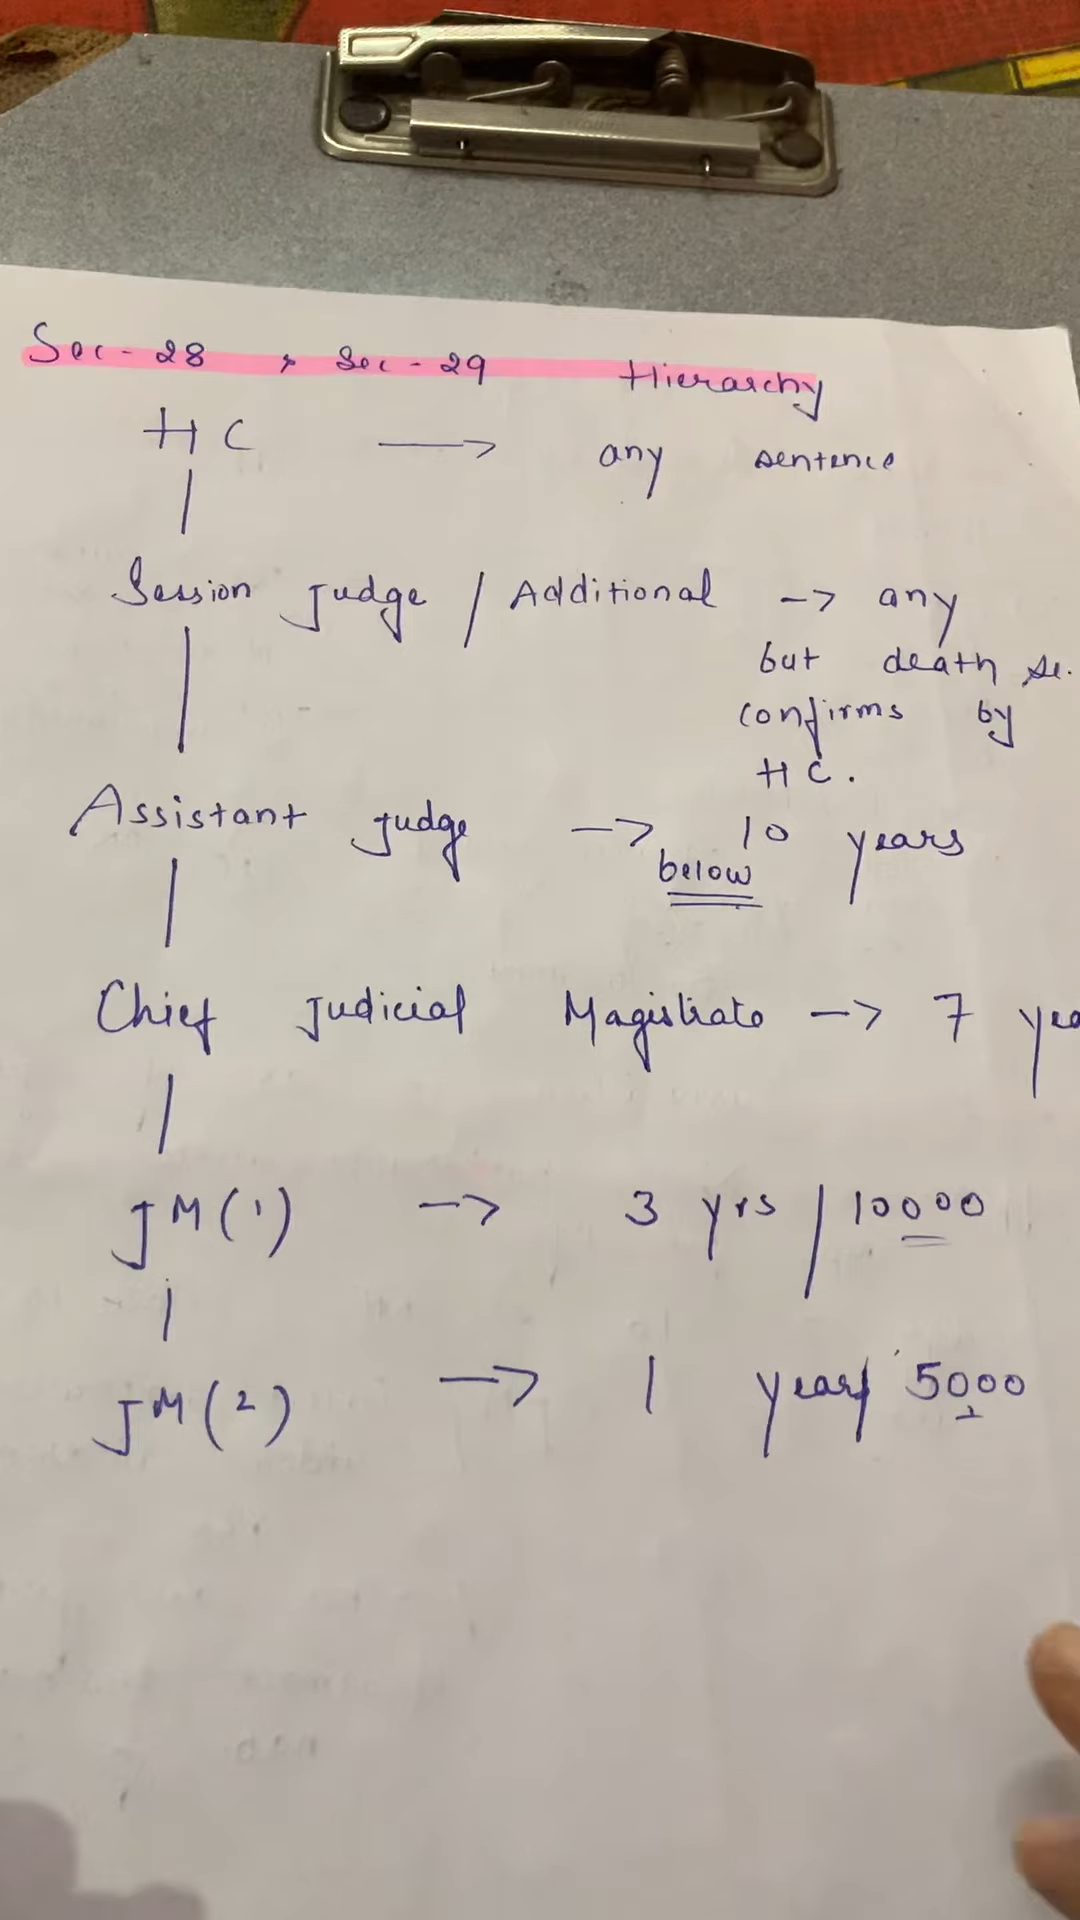 Sec - 28 , Sec - 29 Hierarchy
HC → any sentence
Session Judge / Additional → any
but death se.
confirms by
HC.
Assistant Judge → 10 years
below
Chief Judicial Magistrate → 7 yea
JM(1) → 3 yrs / 10000
JM(2) → 1 year/ 5000